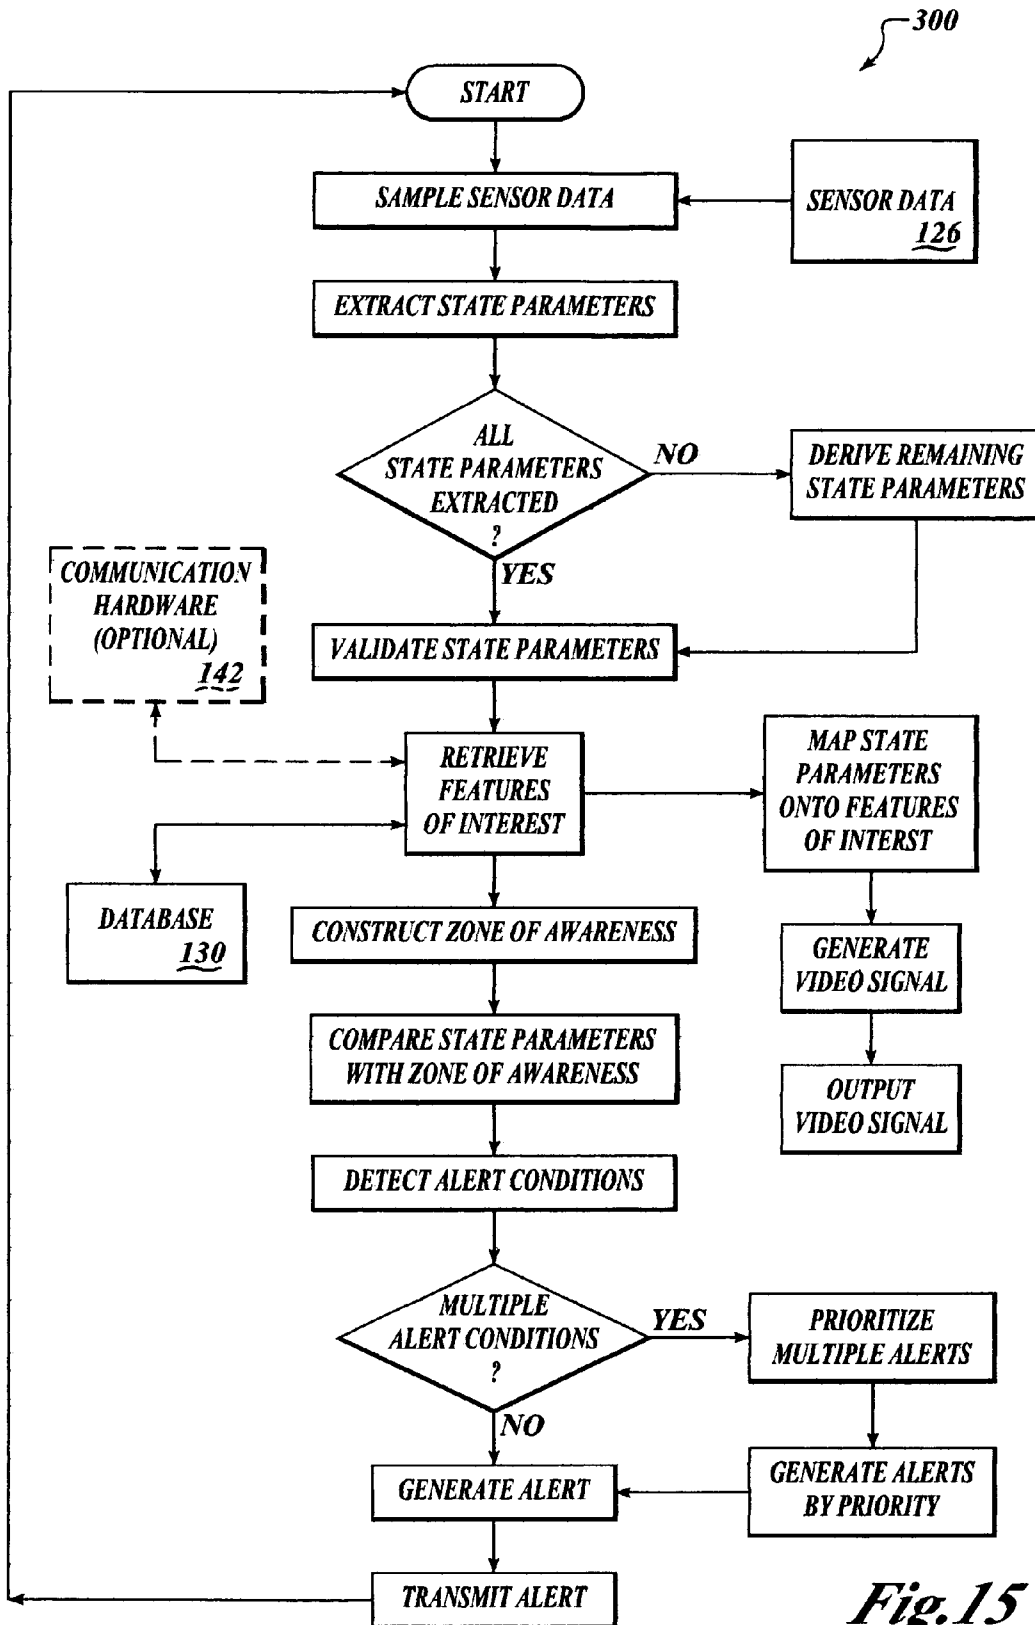 300
START
SAMPLE SENSOR DATA
SENSOR DATA
126
EXTRACT STATE PARAMETERS
ALL
STATE PARAMETERS
EXTRACTED
?
NO
DERIVE REMAINING
STATE PARAMETERS
YES
COMMUNICATION
HARDWARE
(OPTIONAL)
142
VALIDATE STATE PARAMETERS
RETRIEVE
FEATURES
OF INTEREST
MAP STATE
PARAMETERS
ONTO FEATURES
OF INTERST
DATABASE
130
CONSTRUCT ZONE OF AWARENESS
GENERATE
VIDEO SIGNAL
COMPARE STATE PARAMETERS
WITH ZONE OF AWARENESS
OUTPUT
VIDEO SIGNAL
DETECT ALERT CONDITIONS
MULTIPLE
ALERT CONDITIONS
?
YES
PRIORITIZE
MULTIPLE ALERTS
NO
GENERATE ALERT
GENERATE ALERTS
BY PRIORITY
TRANSMIT ALERT
Fig.15